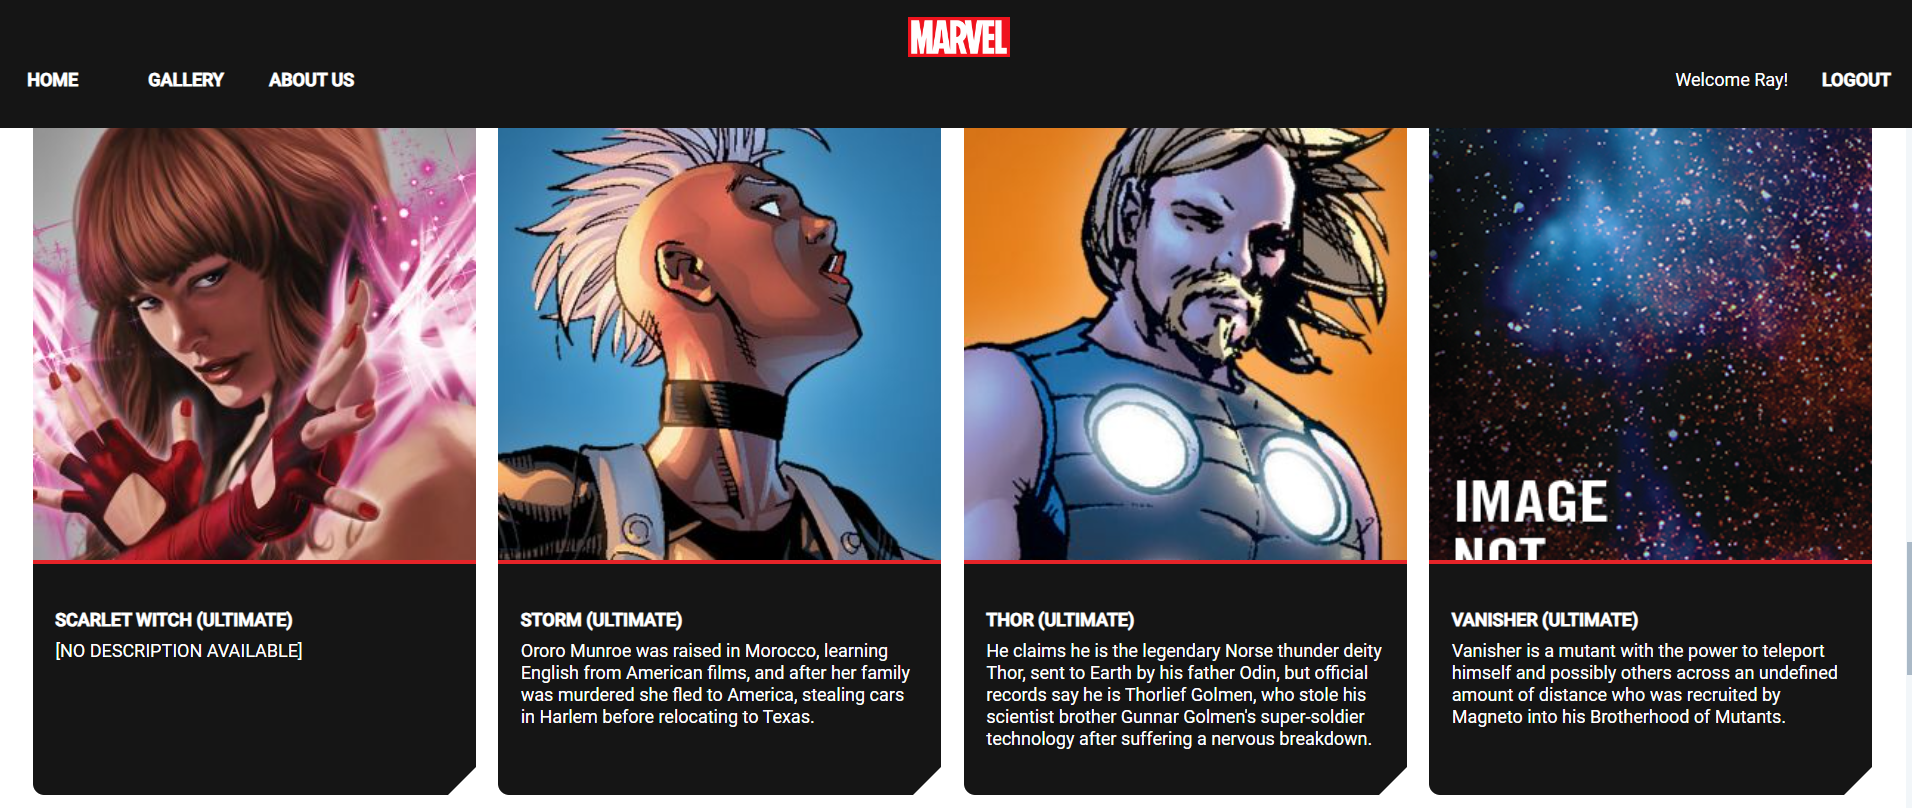 MARVEL
HOME GALLERY ABOUT US Welcome Ray! LOGOUT
IMAGE
NOT
SCARLET WITCH (ULTIMATE)
[NO DESCRIPTION AVAILABLE]
STORM (ULTIMATE)
Ororo Munroe was raised in Morocco, learning
English from American films, and after her family
was murdered she fled to America, stealing cars
in Harlem before relocating to Texas.
THOR (ULTIMATE)
He claims he is the legendary Norse thunder deity
Thor, sent to Earth by his father Odin, but official
records say he is Thorlief Golmen, who stole his
scientist brother Gunnar Golmen's super-soldier
technology after suffering a nervous breakdown.
VANISHER (ULTIMATE)
Vanisher is a mutant with the power to teleport
himself and possibly others across an undefined
amount of distance who was recruited by
Magneto into his Brotherhood of Mutants.